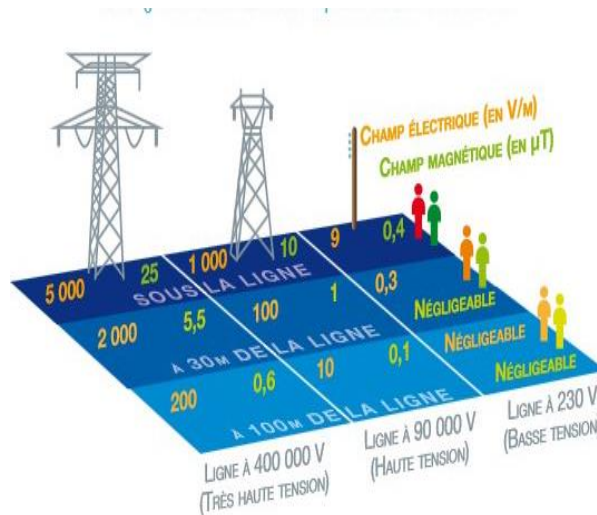 CHAMP ÉLECTRIQUE (EN V/M)
CHAMP MAGNÉTIQUE (EN µT)
5 000 25 1 000 10 9 0,4
SOUS LA LIGNE
2 000 5,5 100 1 0,3 NÉGLIGEABLE
À 30M DE LA LIGNE
200 0,6 10 0,1 NÉGLIGEABLE NÉGLIGEABLE
À 100M DE LA LIGNE
LIGNE À 400 000 V
(TRÈS HAUTE TENSION)
LIGNE À 90 000 V
(HAUTE TENSION)
LIGNE À 230 V
(BASSE TENSION)